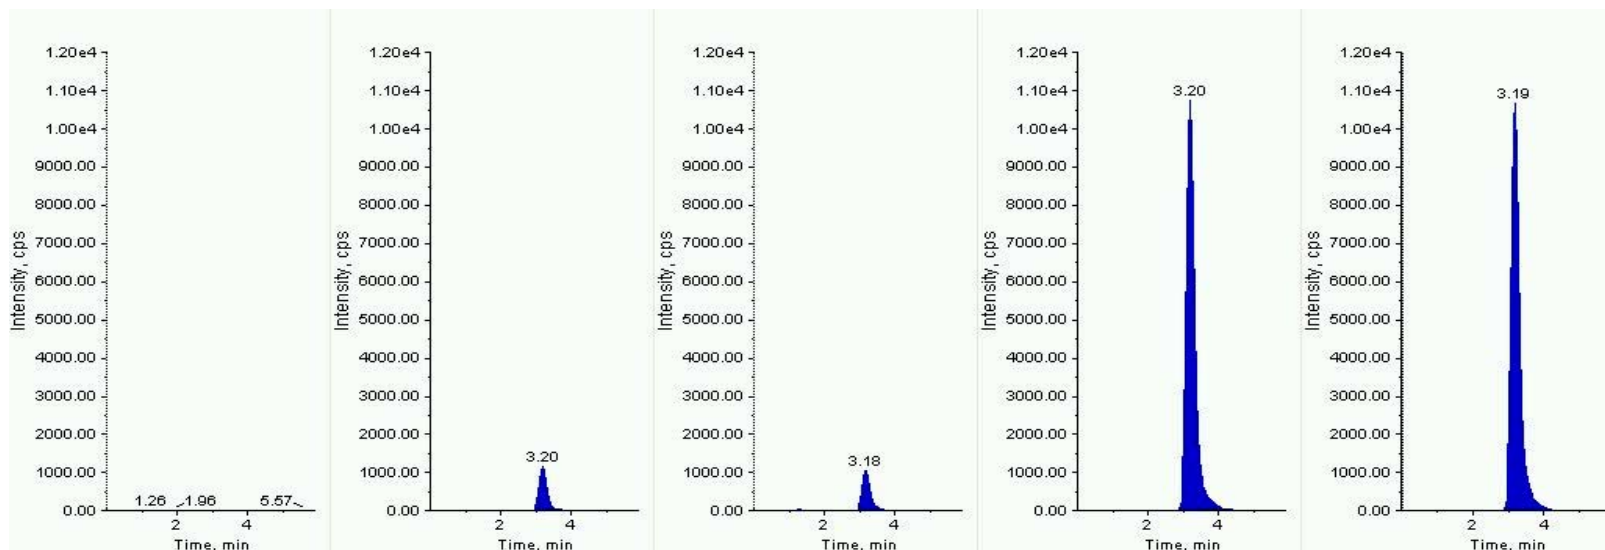 1.20e4 1.20e4 1.20e4 1.20e4 1.20e4
1.10e4 1.10e4 1.10e4 3.20 1.10e4 3.19 1.10e4
1.00e4 1.00e4 1.00e4 1.00e4 1.00e4
9000.00 9000.00 9000.00 9000.00 9000.00
8000.00 8000.00 8000.00 8000.00 8000.00
7000.00 7000.00 7000.00 7000.00 7000.00
Intensity, cps Intensity, cps Intensity, cps Intensity, cps Intensity, cps
6000.00 6000.00 6000.00 6000.00 6000.00
5000.00 5000.00 5000.00 5000.00 5000.00
4000.00 4000.00 4000.00 4000.00 4000.00
3000.00 3000.00 3000.00 3000.00 3000.00
2000.00 2000.00 2000.00 2000.00 2000.00
3.20 3.18
1000.00 1000.00 1000.00 1000.00 1000.00
1.26 1.96 5.57
0.00 0.00 0.00 0.00 0.00
2 4 2 4 2 4 2 4 2 4
Time, min Time, min Time, min Time, min Time, min